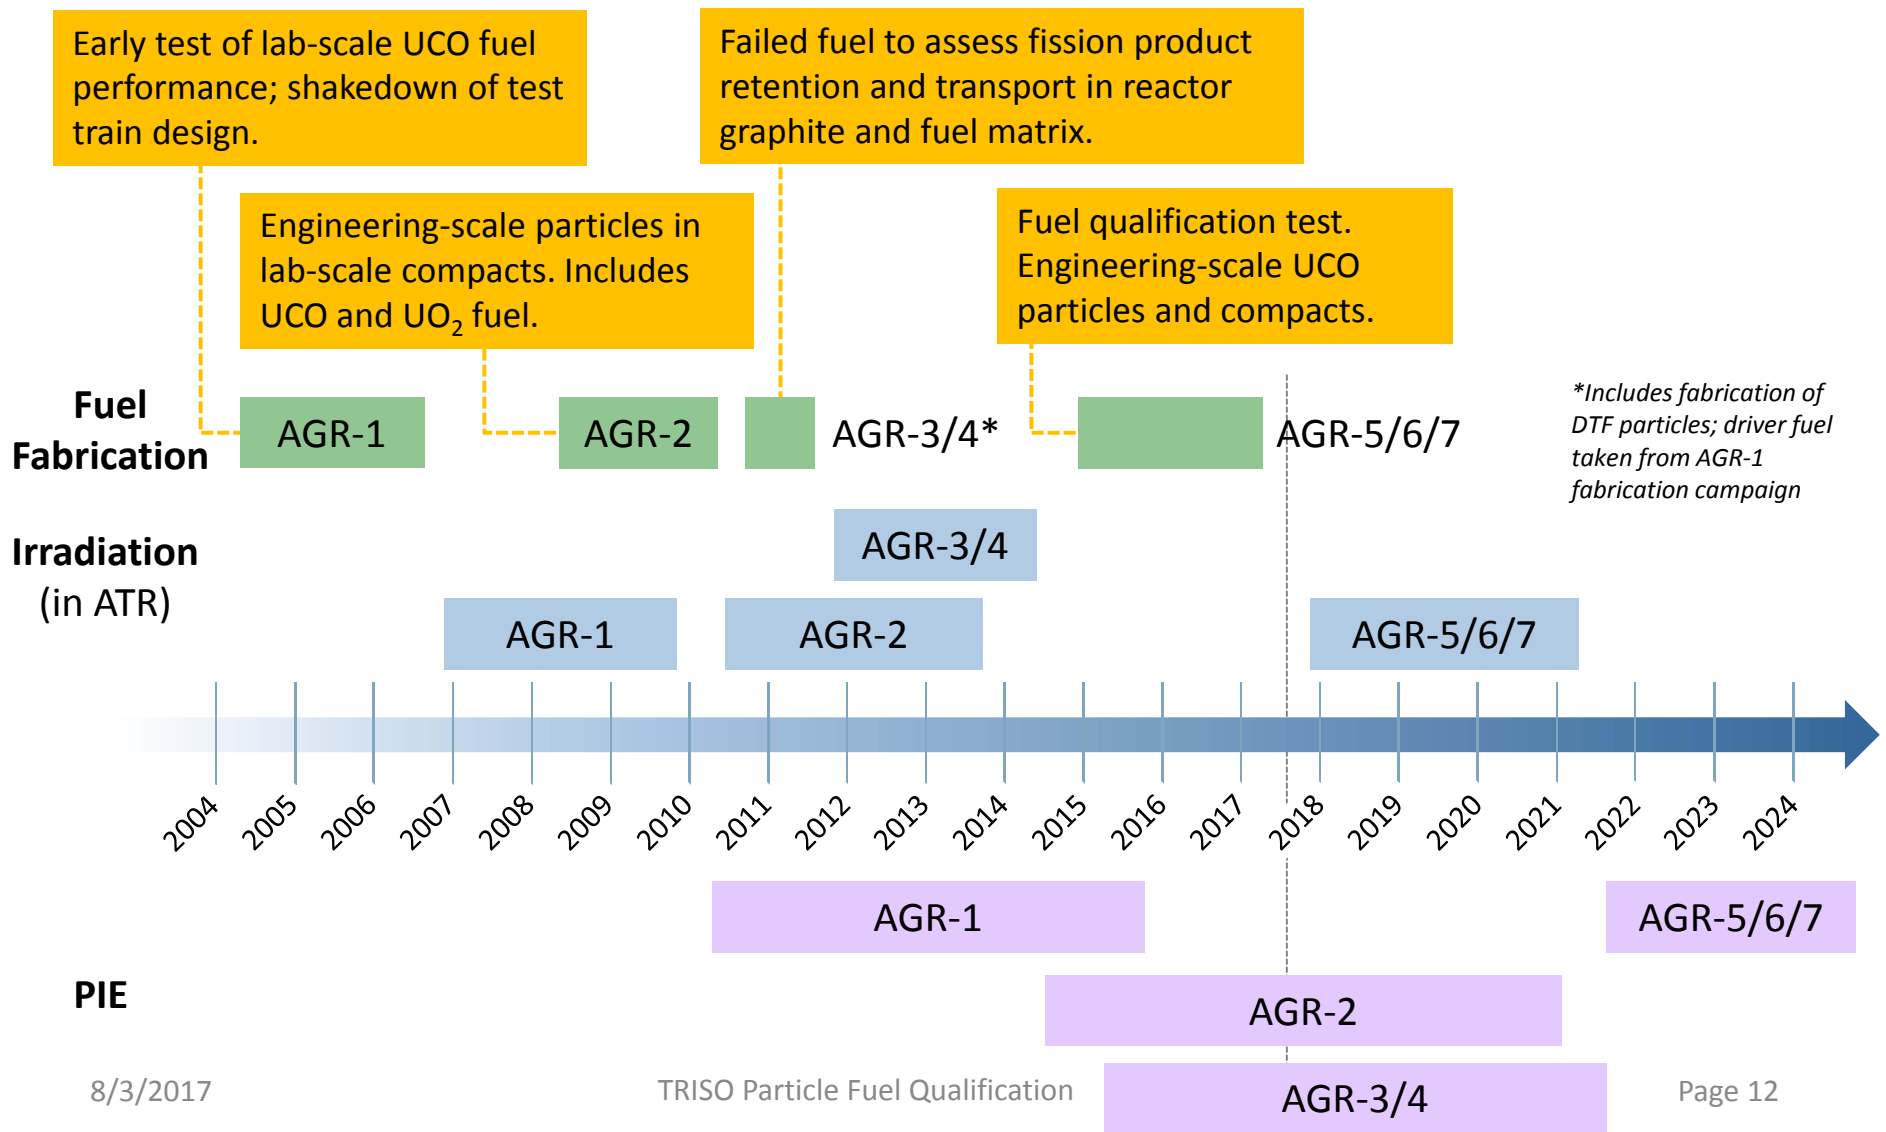 Early test of lab-scale UCO fuel
performance; shakedown of test
train design.
Failed fuel to assess fission product
retention and transport in reactor
graphite and fuel matrix.
Engineering-scale particles in
lab-scale compacts. Includes
UCO and UO₂ fuel.
Fuel qualification test.
Engineering-scale UCO
particles and compacts.
Fuel
Fabrication
AGR-1
AGR-2
AGR-3/4*
AGR-5/6/7
*Includes fabrication of
DTF particles; driver fuel
taken from AGR-1
fabrication campaign
Irradiation
(in ATR)
AGR-3/4
AGR-1
AGR-2
AGR-5/6/7
2004
2005
2006
2007
2008
2009
2010
2011
2012
2013
2014
2015
2016
2017
2018
2019
2020
2021
2022
2023
2024
AGR-1
AGR-5/6/7
PIE
AGR-2
AGR-3/4
8/3/2017
TRISO Particle Fuel Qualification
Page 12